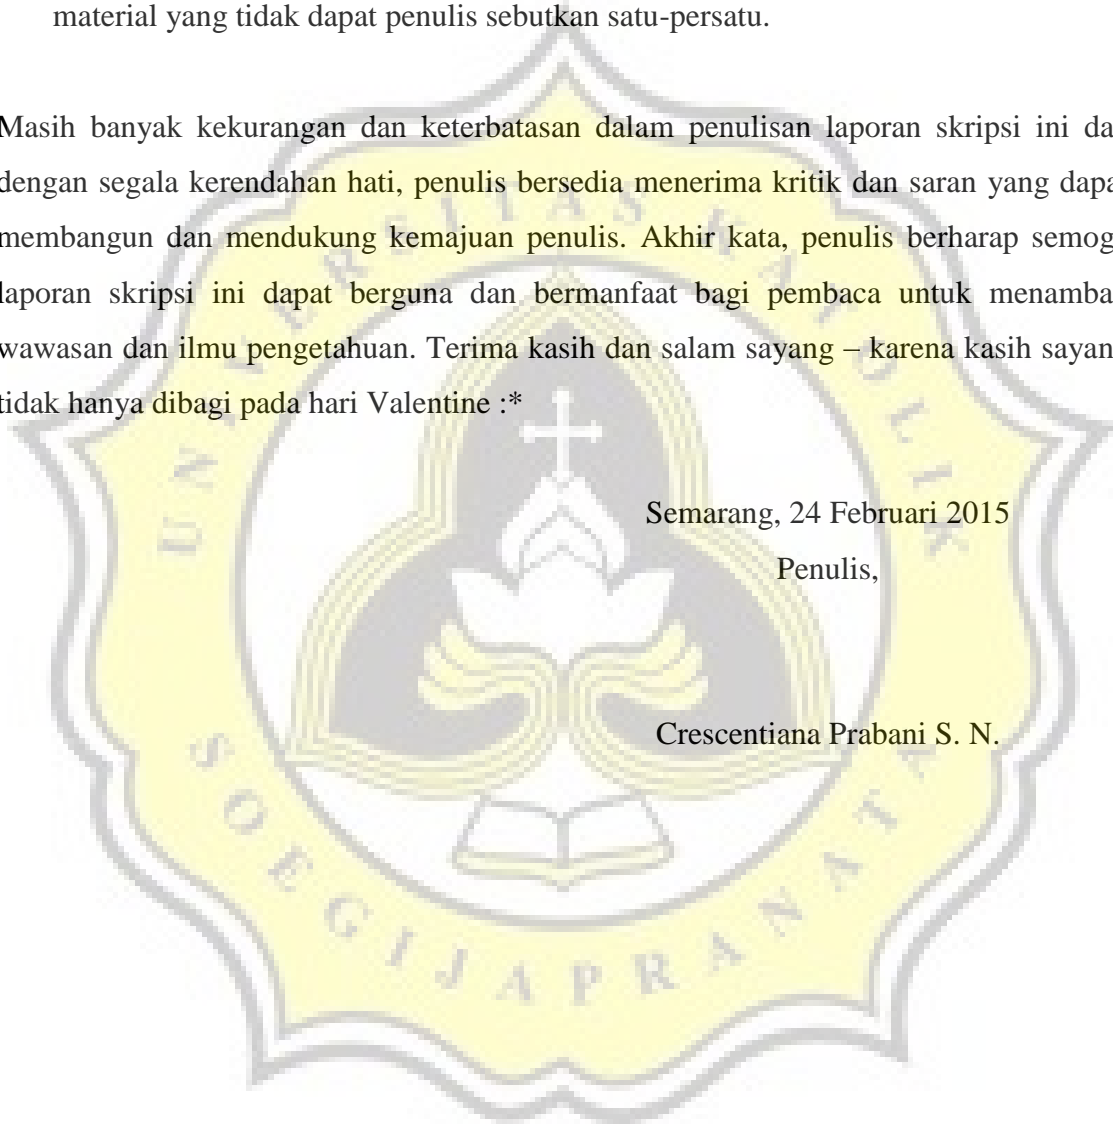 material yang tidak dapat penulis sebutkan satu-persatu.
Masih banyak kekurangan dan keterbatasan dalam penulisan laporan skripsi ini da
dengan segala kerendahan hati, penulis bersedia menerima kritik dan saran yang dapa
membangun dan mendukung kemajuan penulis. Akhir kata, penulis berharap semog
laporan skripsi ini dapat berguna dan bermanfaat bagi pembaca untuk menamba
wawasan dan ilmu pengetahuan. Terima kasih dan salam sayang – karena kasih sayan
tidak hanya dibagi pada hari Valentine :*
Semarang, 24 Februari 2015
Penulis,
Crescentiana Prabani S. N.
UNIVERSITAS KATOLIK
SOEGIJAPRANATA